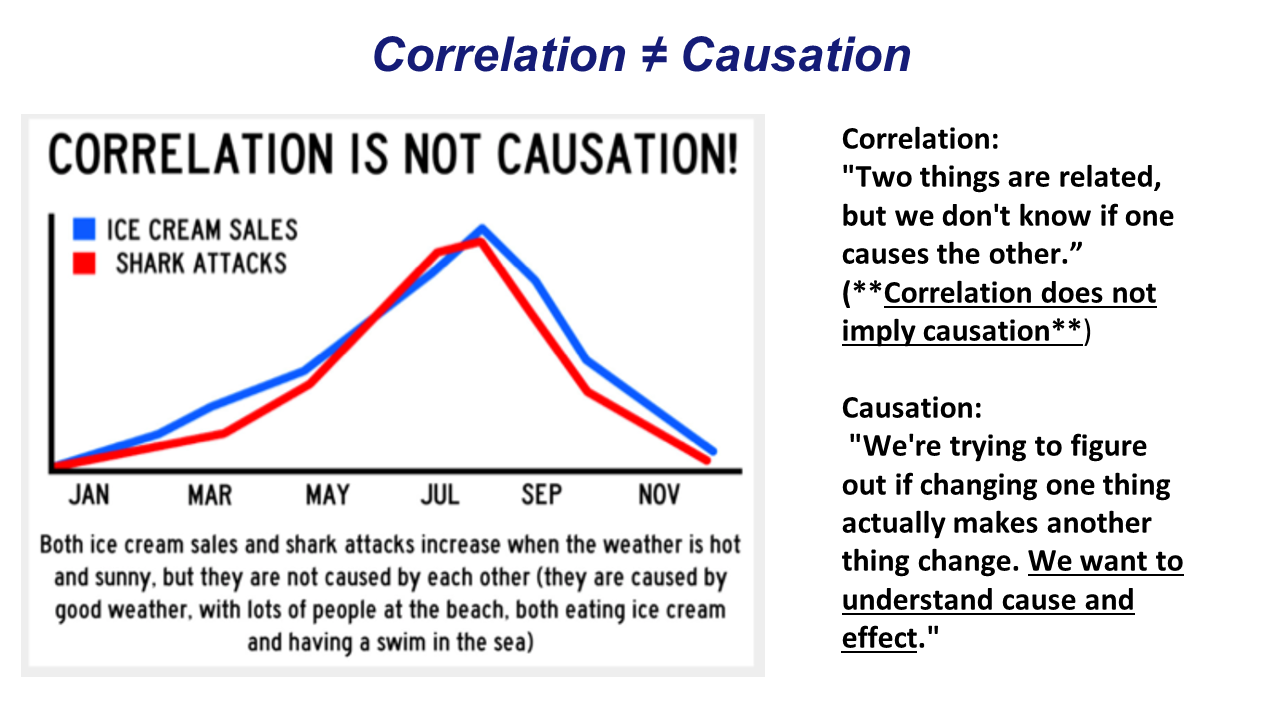 Correlation ≠ Causation
CORRELATION IS NOT CAUSATION!
ICE CREAM SALES
SHARK ATTACKS
JAN MAR MAY JUL SEP NOV
Both ice cream sales and shark attacks increase when the weather is hot
and sunny, but they are not caused by each other (they are caused by
good weather, with lots of people at the beach, both eating ice cream
and having a swim in the sea)
Correlation:
"Two things are related,
but we don't know if one
causes the other.”
(**Correlation does not
imply causation**)
Causation:
"We're trying to figure
out if changing one thing
actually makes another
thing change. We want to
understand cause and
effect."